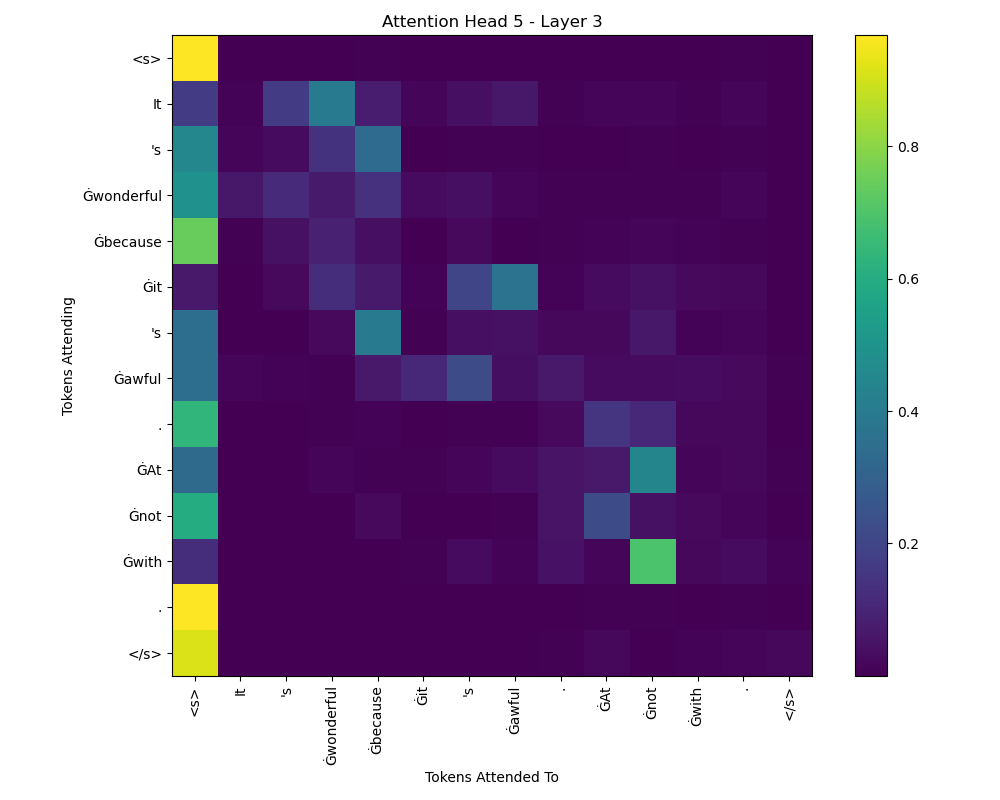 Attention Head 5 - Layer 3
Tokens Attending
<s>
It
's
Ġwonderful
Ġbecause
Ġit
's
Ġawful
.
ĠAt
Ġnot
Ġwith
.
</s>
<s>
It
's
Ġwonderful
Ġbecause
Ġit
's
Ġawful
.
ĠAt
Ġnot
Ġwith
.
</s>
Tokens Attended To
0.8
0.6
0.4
0.2